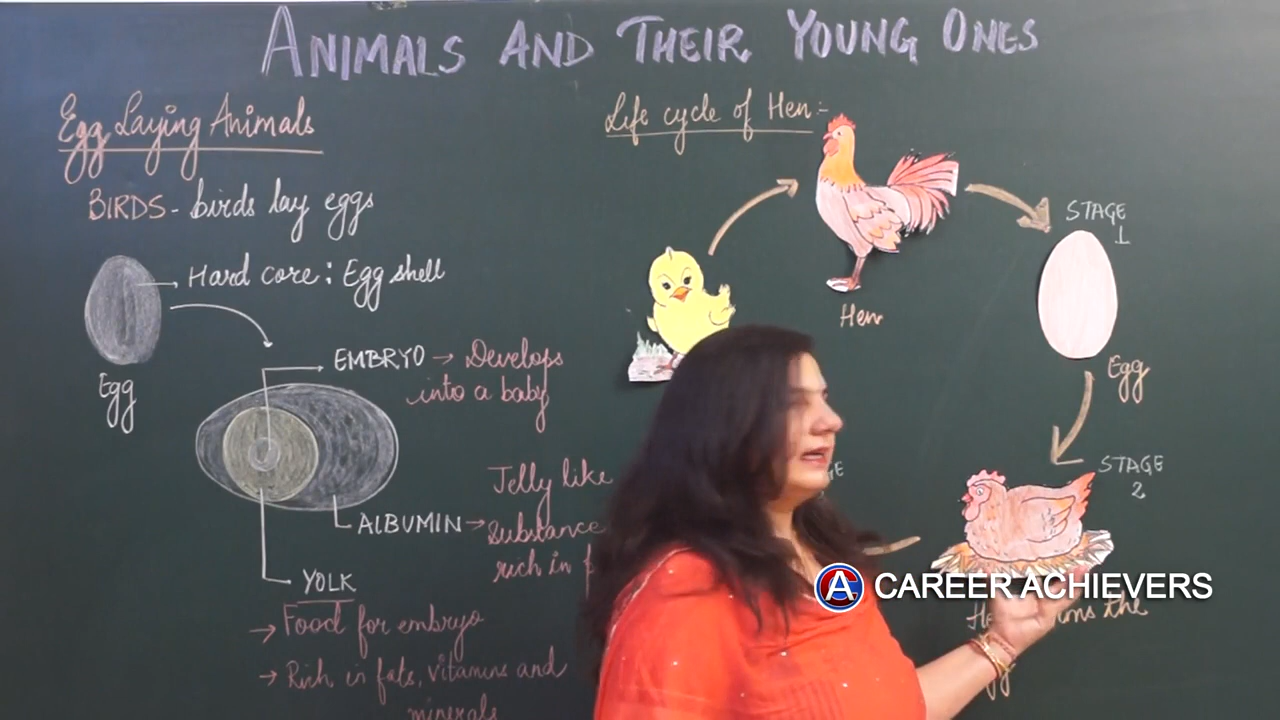 ANIMALS AND THEIR YOUNG ONES
Egg Laying Animals
BIRDS - birds lay eggs
Hard core : Egg shell
Egg
EMBRYO → Develops
into a baby
Jelly like
ALBUMIN → Substance
rich in
YOLK
→ Food for embryo
→ Rich in fats, vitamins and
minerals
Life cycle of Hen :-
Hen
STAGE
1
Egg
STAGE
2
the
CAREER ACHIEVERS